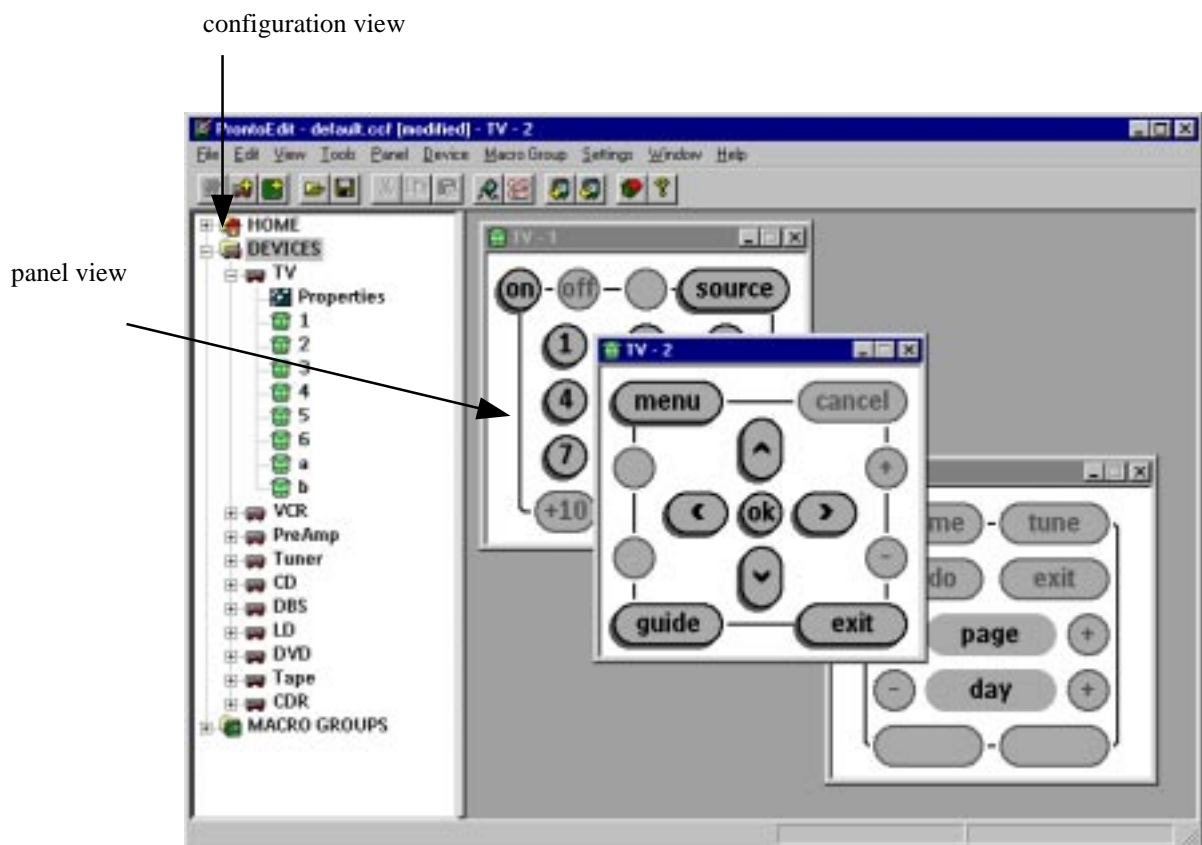 configuration view
ProntoEdit - default.ccf [modified] - TV - 2
File Edit View Tools Panel Device Macro Group Settings Window Help
panel view
HOME
DEVICES
TV
Properties
1
2
3
4
5
6
a
b
VCR
PreAmp
Tuner
CD
DBS
LD
DVD
Tape
CDR
MACRO GROUPS
TV - 1
on off source
1
4
7
+10
TV - 2
menu cancel
+
ok
-
guide exit
tune
exit
page +
- day +